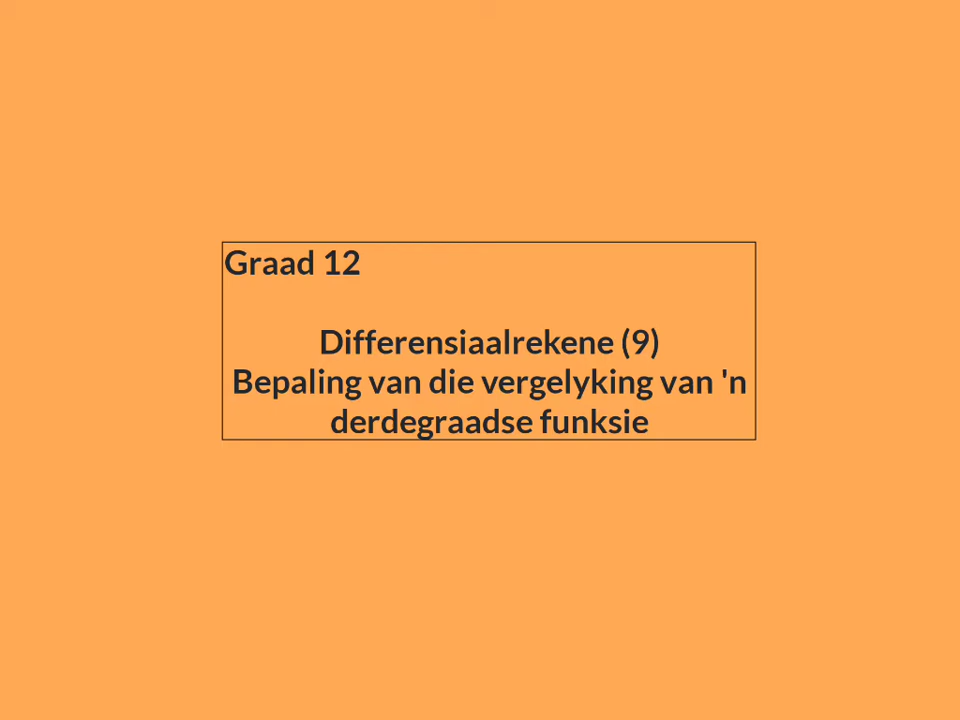 Graad 12
Differensiaalrekene (9)
Bepaling van die vergelyking van 'n
derdegraadse funksie